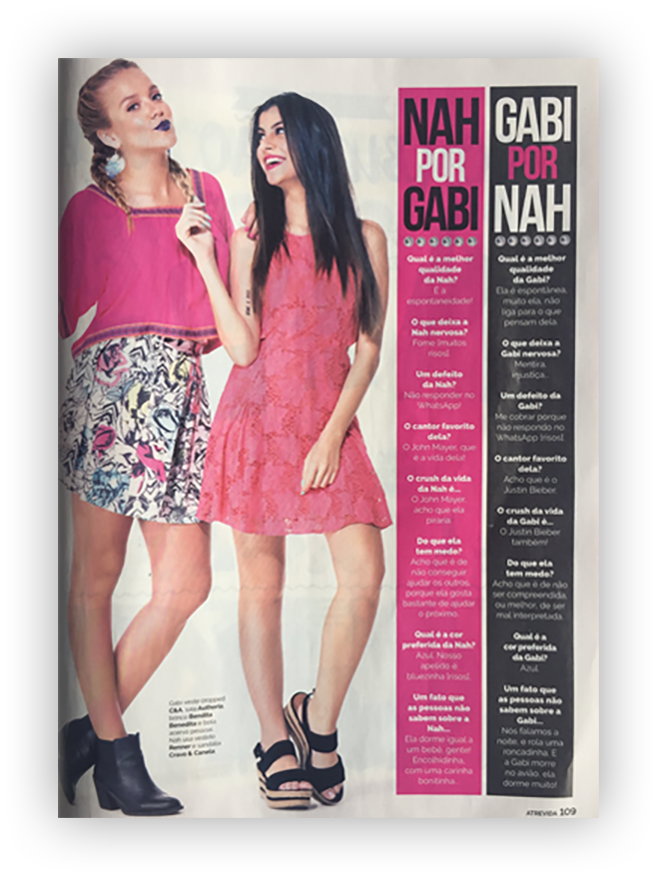 NAH
POR
GABI
Qual é a melhor
qualidade
da Nah?
É a
espontaneidade!
O que deixa a
Nah nervosa?
Fome [muitos
risos].
Um defeito
da Nah?
Não responder no
WhatsApp!
O cantor favorito
dela?
O John Mayer, que
é a vida dela!
O crush da vida
da Nah é...
O John Mayer,
acho que ela
piraria.
Do que ela
tem medo?
Acho que é de
não conseguir
ajudar os outros,
porque ela gosta
bastante de ajudar
o próximo.
Qual é a cor
preferida da Nah?
Azul. Nosso
apelido é
bluezinha [risos].
Um fato que
as pessoas não
sabem sobre a
Nah...
Ela dorme igual a
um bebê, gente!
Encolhidinha,
com uma carinha
bonitinha...
GABI
POR
NAH
Qual é a melhor
qualidade
da Gabi?
Ela é espontânea,
muito ela, não
liga para o que
pensam dela.
O que deixa a
Gabi nervosa?
Mentira,
injustiça...
Um defeito da
Gabi?
Me cobrar porque
não respondo no
WhatsApp [risos].
O cantor favorito
dela?
Acho que é o
Justin Bieber.
O crush da vida
da Gabi é...
O Justin Bieber
também!
Do que ela
tem medo?
Acho que é de não
ser compreendida,
ou melhor, de ser
mal interpretada.
Qual é a
cor preferida
da Gabi?
Azul.
Um fato que
as pessoas não
sabem sobre a
Gabi...
Nós falamos a
noite, e rola uma
roncadinha. E
a Gabi morre
no avião, ela
dorme muito!
Gabi veste cropped
C&A, saia Authoria,
brinco Bendita
Benedita e bota
acervo pessoal.
Nah usa vestido
Renner e sandália
Cravo & Canela
ATREVIDA 109